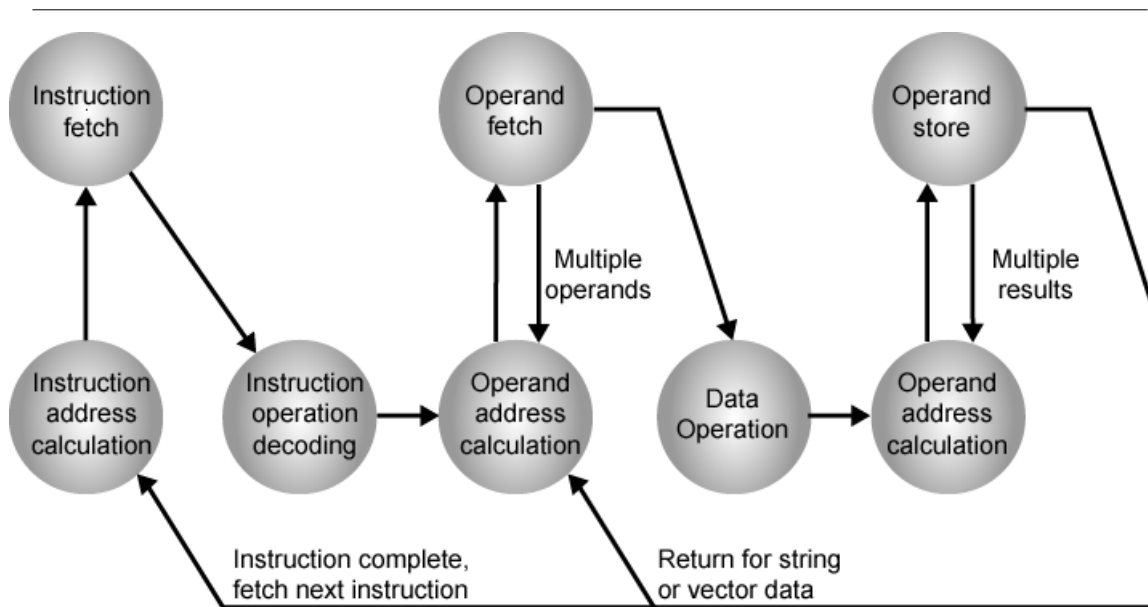 Instruction
fetch
Operand
fetch
Operand
store
Multiple
operands
Multiple
results
Instruction
address
calculation
Instruction
operation
decoding
Operand
address
calculation
Data
Operation
Operand
address
calculation
Instruction complete,
fetch next instruction
Return for string
or vector data